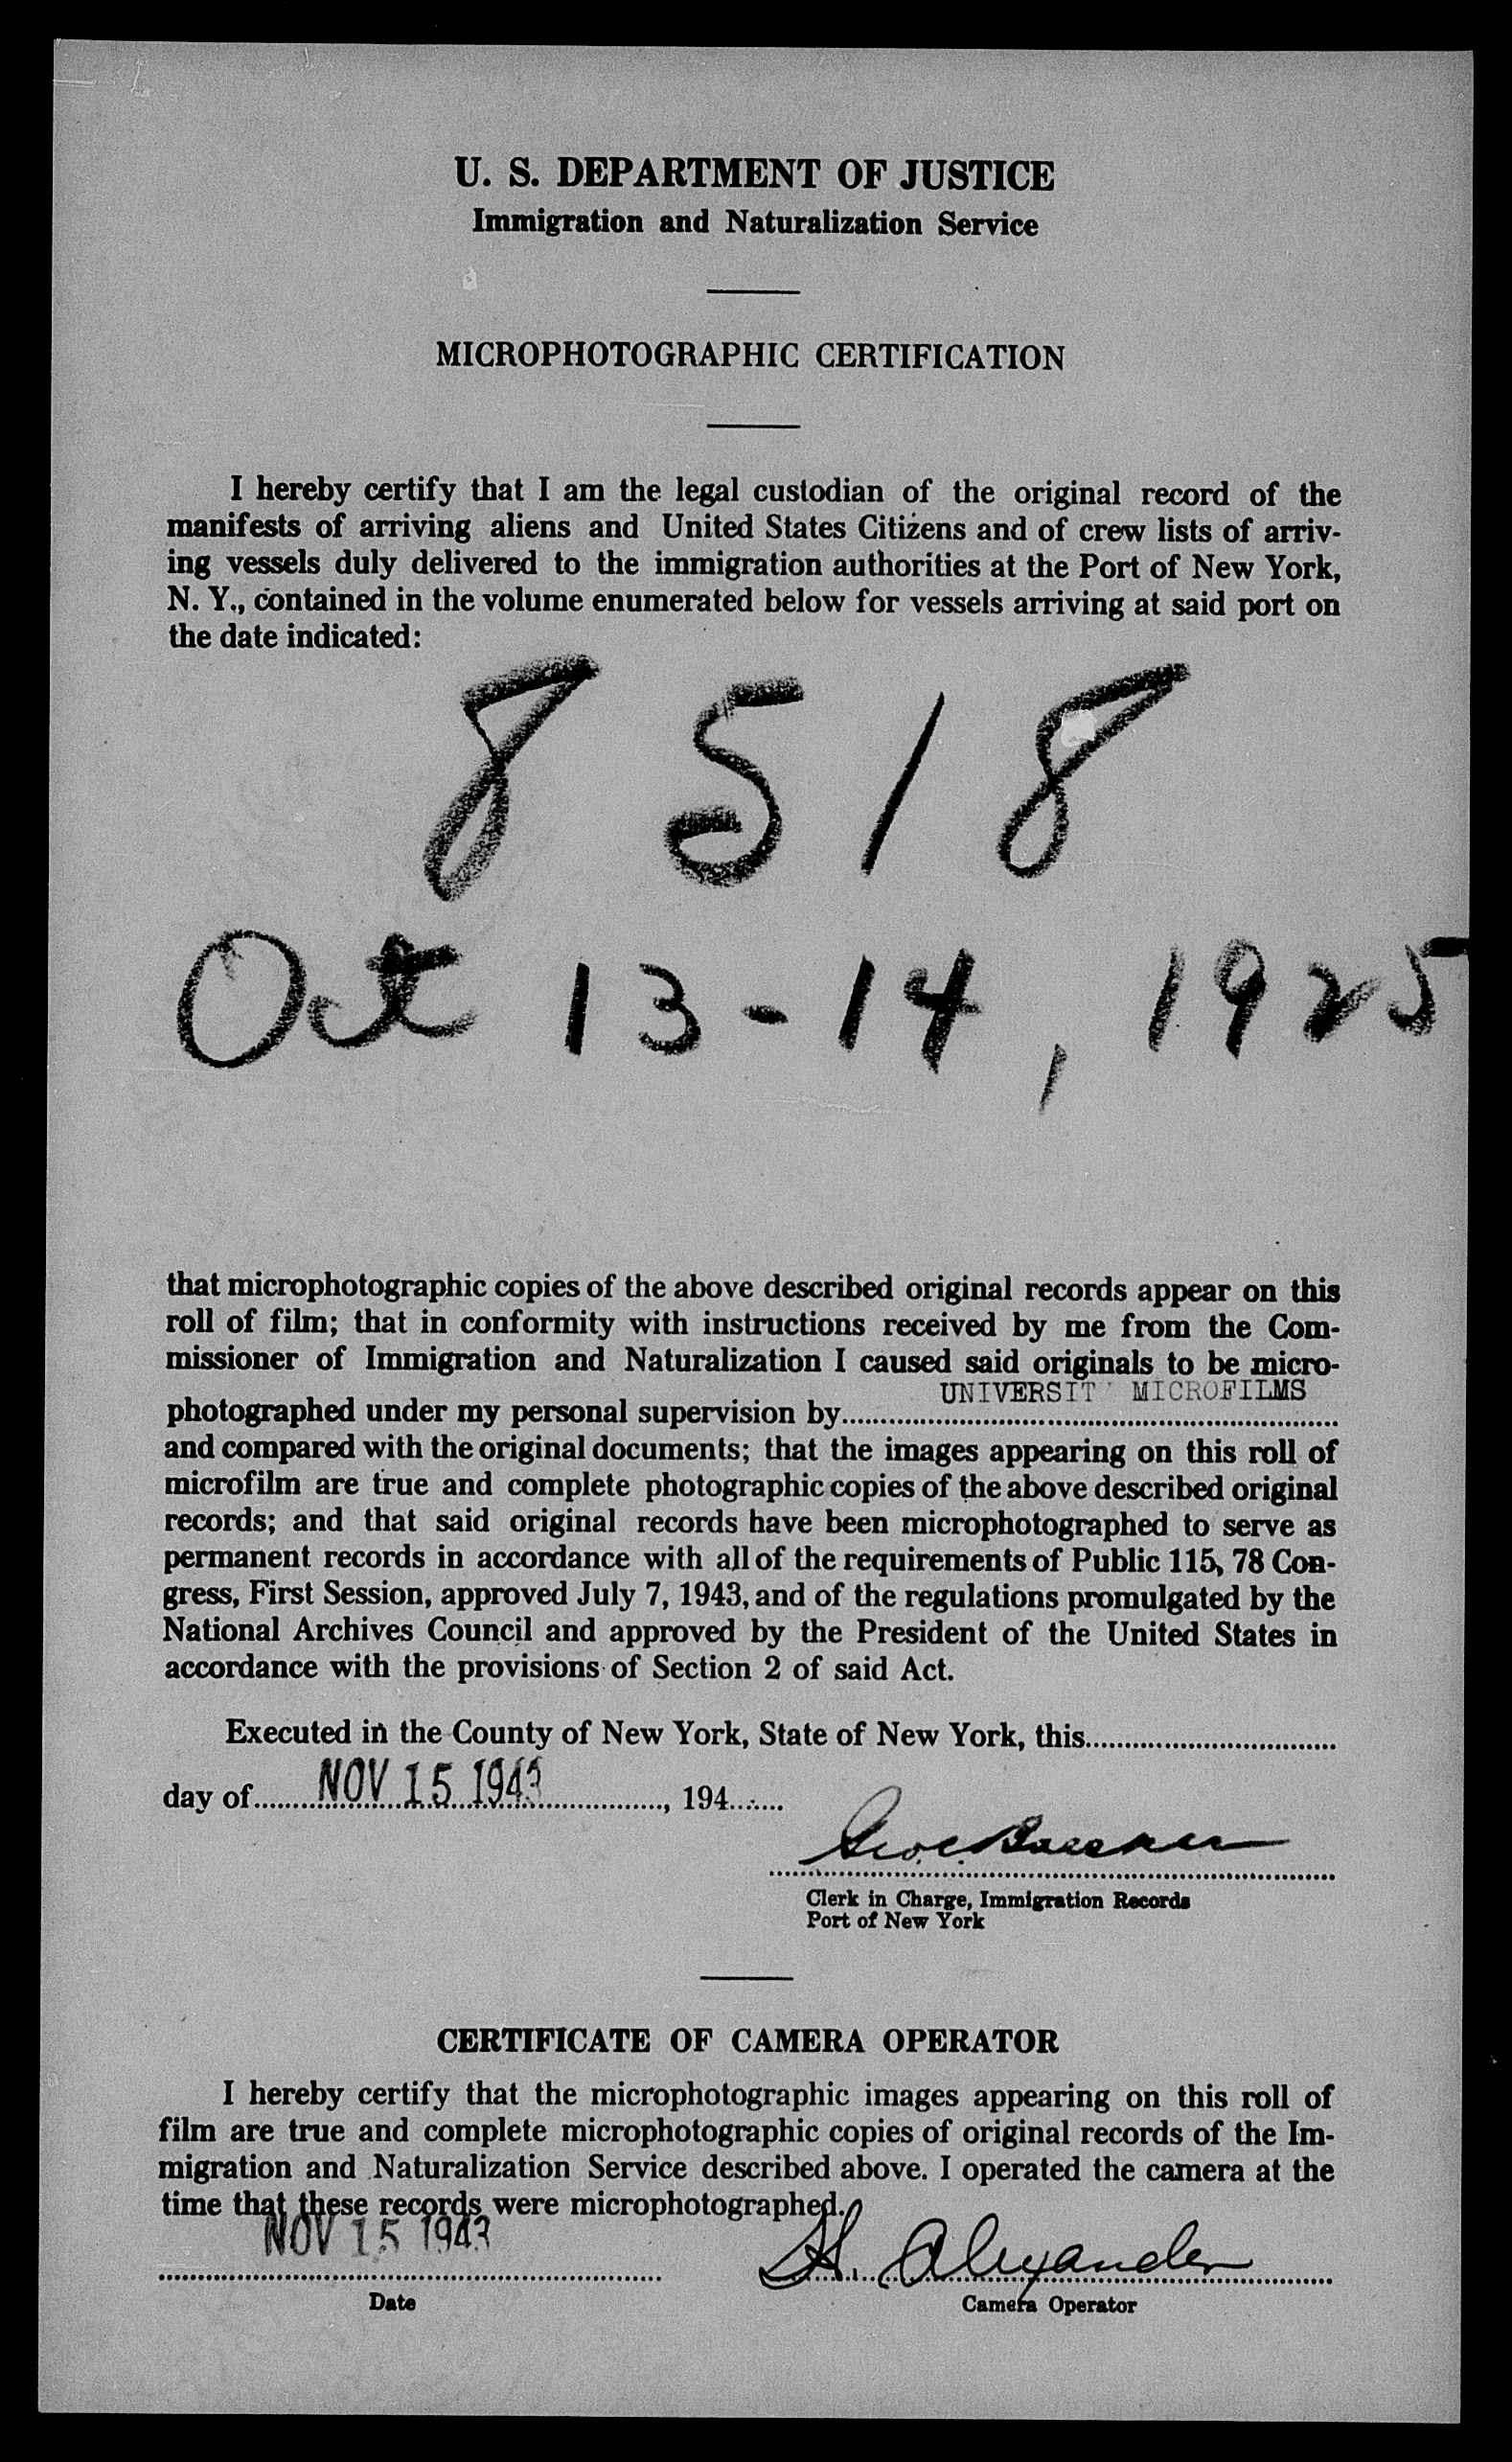 U. S. DEPARTMENT OF JUSTICE
Immigration and Naturalization Service
MICROPHOTOGRAPHIC CERTIFICATION
I hereby certify that I am the legal custodian of the original record of the
manifests of arriving aliens and United States Citizens and of crew lists of arriv-
ing vessels duly delivered to the immigration authorities at the Port of New York,
N. Y., contained in the volume enumerated below for vessels arriving at said port on
the date indicated:
8518
Oct 13-14, 1925
that microphotographic copies of the above described original records appear on this
roll of film; that in conformity with instructions received by me from the Com-
missioner of Immigration and Naturalization I caused said originals to be micro-
UNIVERSIT MICROFILMS
photographed under my personal supervision by
and compared with the original documents; that the images appearing on this roll of
microfilm are true and complete photographic copies of the above described original
records; and that said original records have been microphotographed to serve as
permanent records in accordance with all of the requirements of Public 115, 78 Con-
gress, First Session, approved July 7, 1943, and of the regulations promulgated by the
National Archives Council and approved by the President of the United States in
accordance with the provisions of Section 2 of said Act.
Executed in the County of New York, State of New York, this
day of NOV 15 1943, 194
Clerk in Charge, Immigration Records
Port of New York
CERTIFICATE OF CAMERA OPERATOR
I hereby certify that the microphotographic images appearing on this roll of
film are true and complete microphotographic copies of original records of the Im-
migration and Naturalization Service described above. I operated the camera at the
time that these records were microphotographed.
NOV 15 1943 H. Alexander
Date Camera Operator